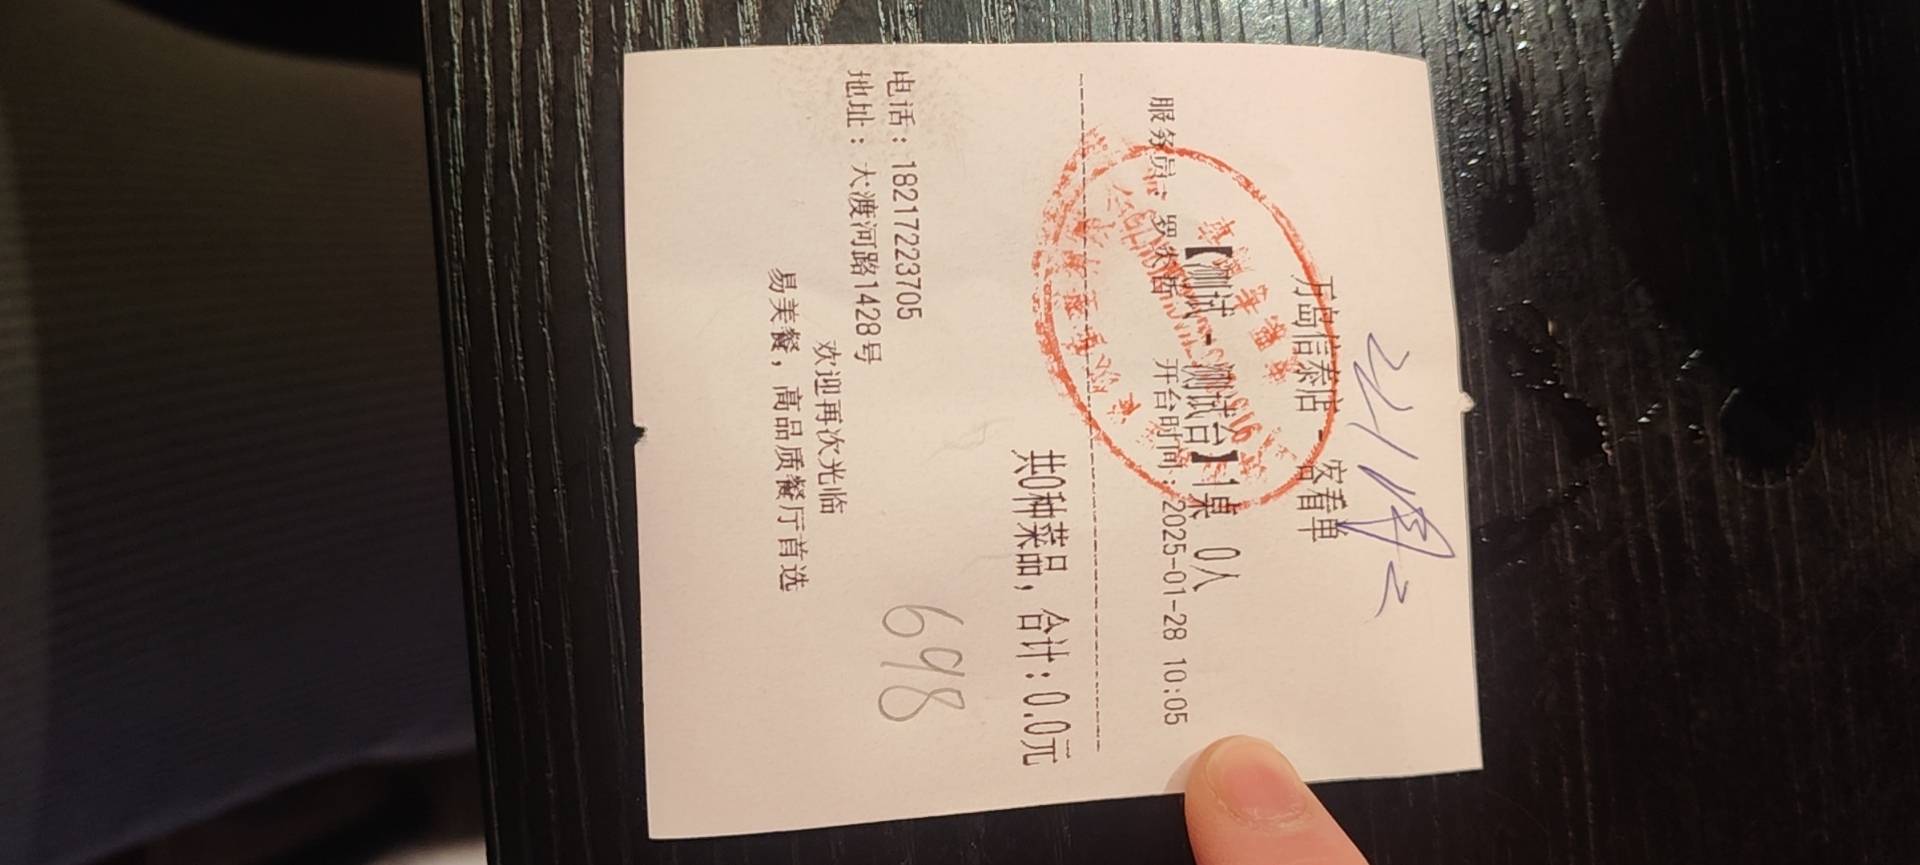 万岛信泰店 - 客看单
【测试 - 测试台】1桌 0人
服务员: 开台时间:2025-01-28 10:05
共0种菜品,合计:0.0元
698
电话:18217223705
地址:大渡河路1428号
欢迎再次光临
易美餐,高品质餐厅首选